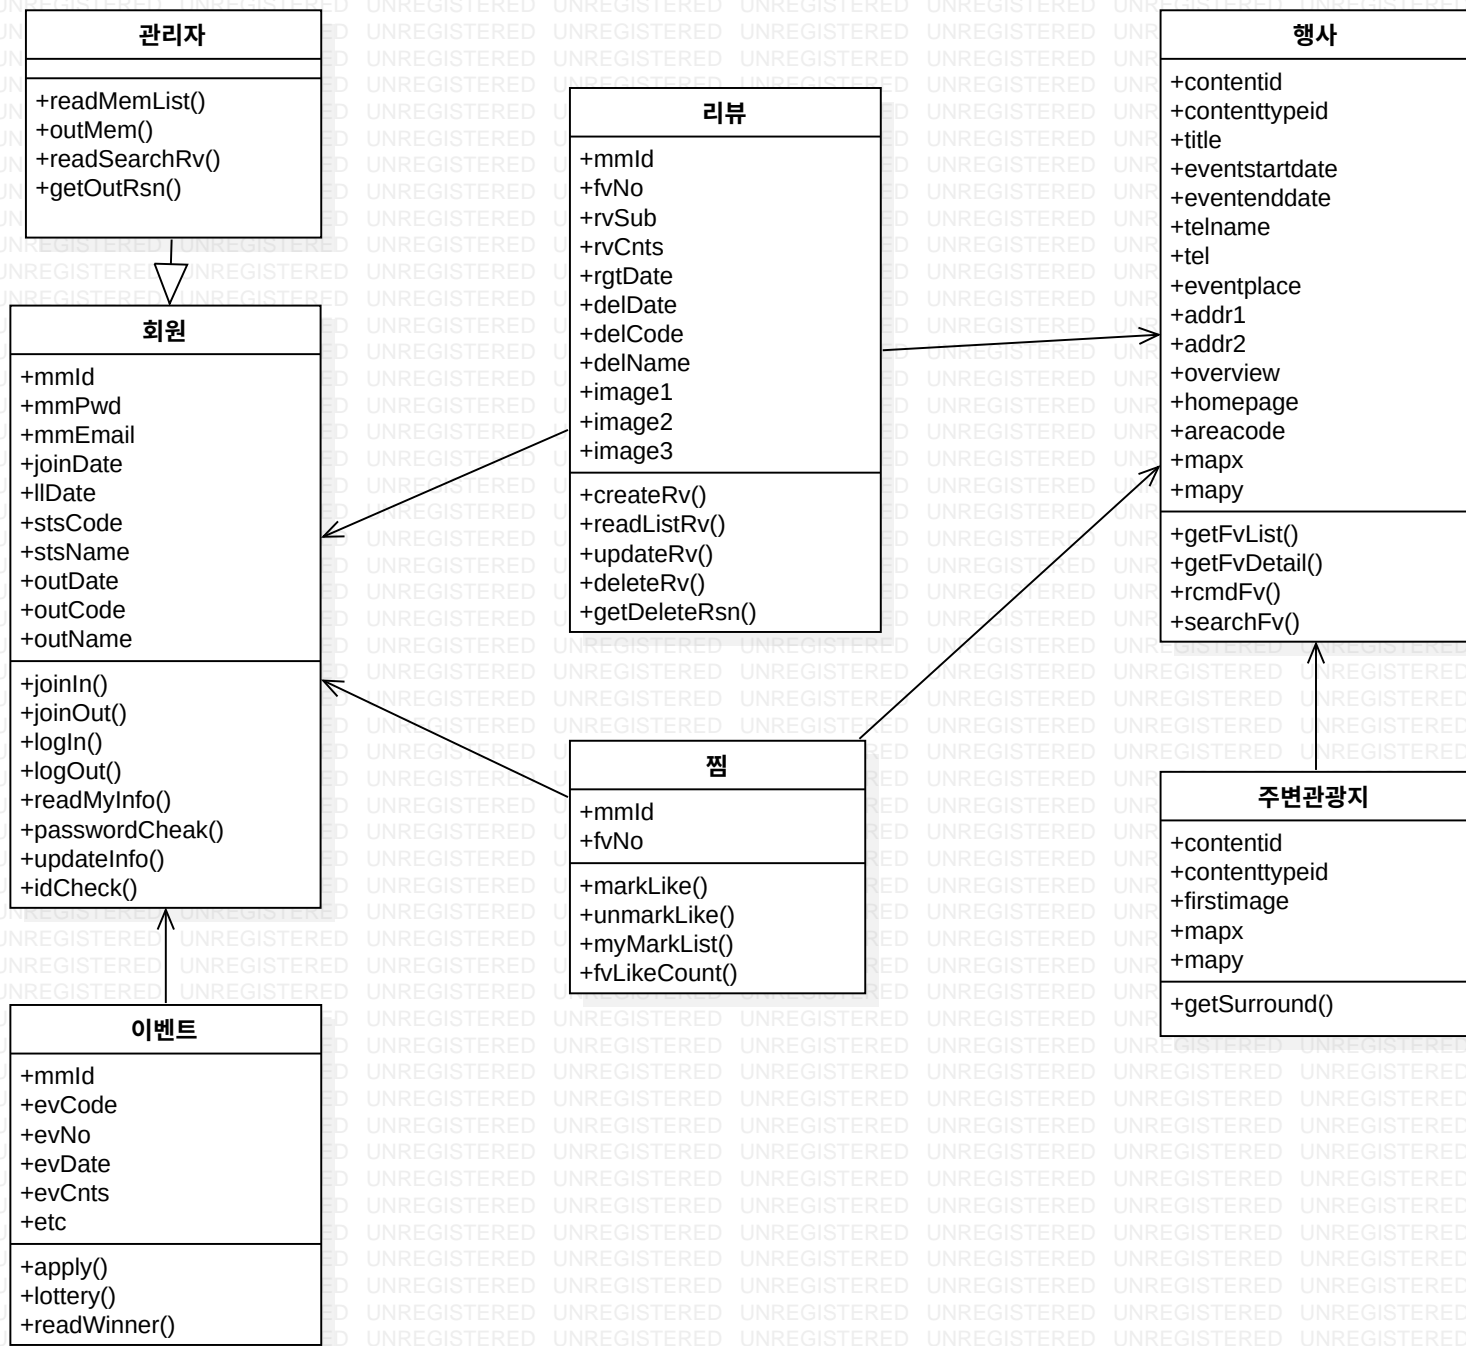 관리자
+readMemList()
+outMem()
+readSearchRv()
+getOutRsn()
회원
+mmId
+mmPwd
+mmEmail
+joinDate
+llDate
+stsCode
+stsName
+outDate
+outCode
+outName
+joinIn()
+joinOut()
+logIn()
+logOut()
+readMyInfo()
+passwordCheak()
+updateInfo()
+idCheck()
이벤트
+mmId
+evCode
+evNo
+evDate
+evCnts
+etc
+apply()
+lottery()
+readWinner()
리뷰
+mmId
+fvNo
+rvSub
+rvCnts
+rgtDate
+delDate
+delCode
+delName
+image1
+image2
+image3
+createRv()
+readListRv()
+updateRv()
+deleteRv()
+getDeleteRsn()
찜
+mmId
+fvNo
+markLike()
+unmarkLike()
+myMarkList()
+fvLikeCount()
행사
+contentid
+contenttypeid
+title
+eventstartdate
+eventenddate
+telname
+tel
+eventplace
+addr1
+addr2
+overview
+homepage
+areacode
+mapx
+mapy
+getFvList()
+getFvDetail()
+rcmdFv()
+searchFv()
주변관광지
+contentid
+contenttypeid
+firstimage
+mapx
+mapy
+getSurround()
UNREGISTERED